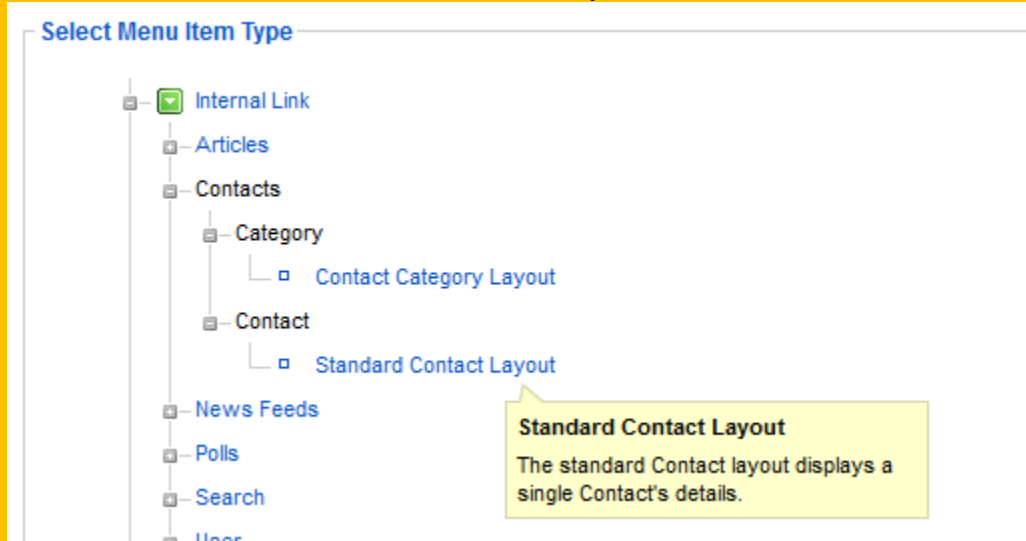 Select Menu Item Type
Internal Link
Articles
Contacts
Category
Contact Category Layout
Contact
Standard Contact Layout
News Feeds
Standard Contact Layout
Polls
The standard Contact layout displays a
single Contact's details.
Search
User